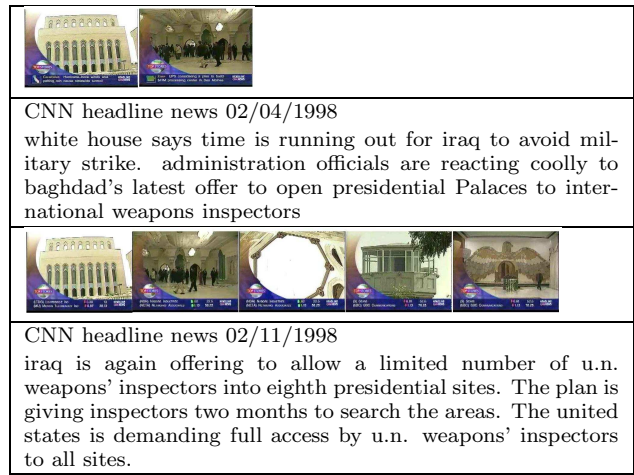 CNN headline news 02/04/1998
white house says time is running out for iraq to avoid mil-
itary strike. administration officials are reacting coolly to
baghdad's latest offer to open presidential Palaces to inter-
national weapons inspectors
CNN headline news 02/11/1998
iraq is again offering to allow a limited number of u.n.
weapons' inspectors into eighth presidential sites. The plan is
giving inspectors two months to search the areas. The united
states is demanding full access by u.n. weapons' inspectors
to all sites.